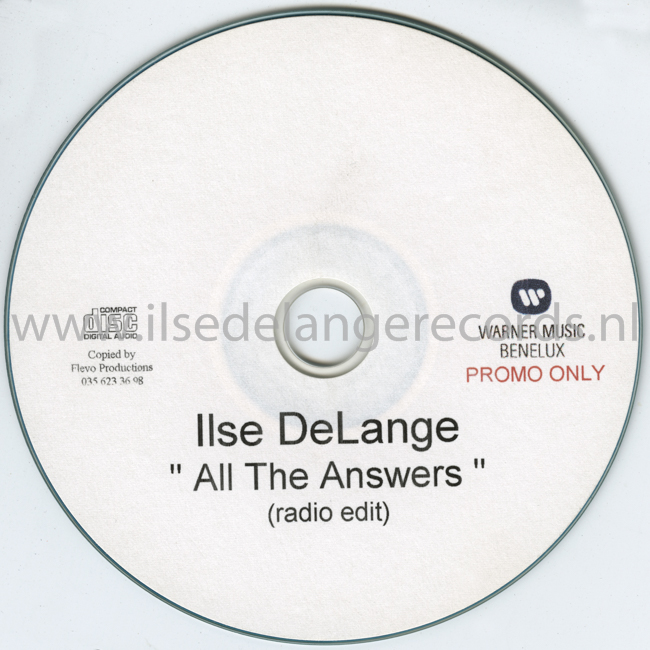 www.ilsedelangerecords.nl
COMPACT
disc
DIGITAL AUDIO
Copied by
Flevo Productions
035 623 36 98
WARNER MUSIC
BENELUX
PROMO ONLY
Ilse DeLange
" All The Answers "
(radio edit)